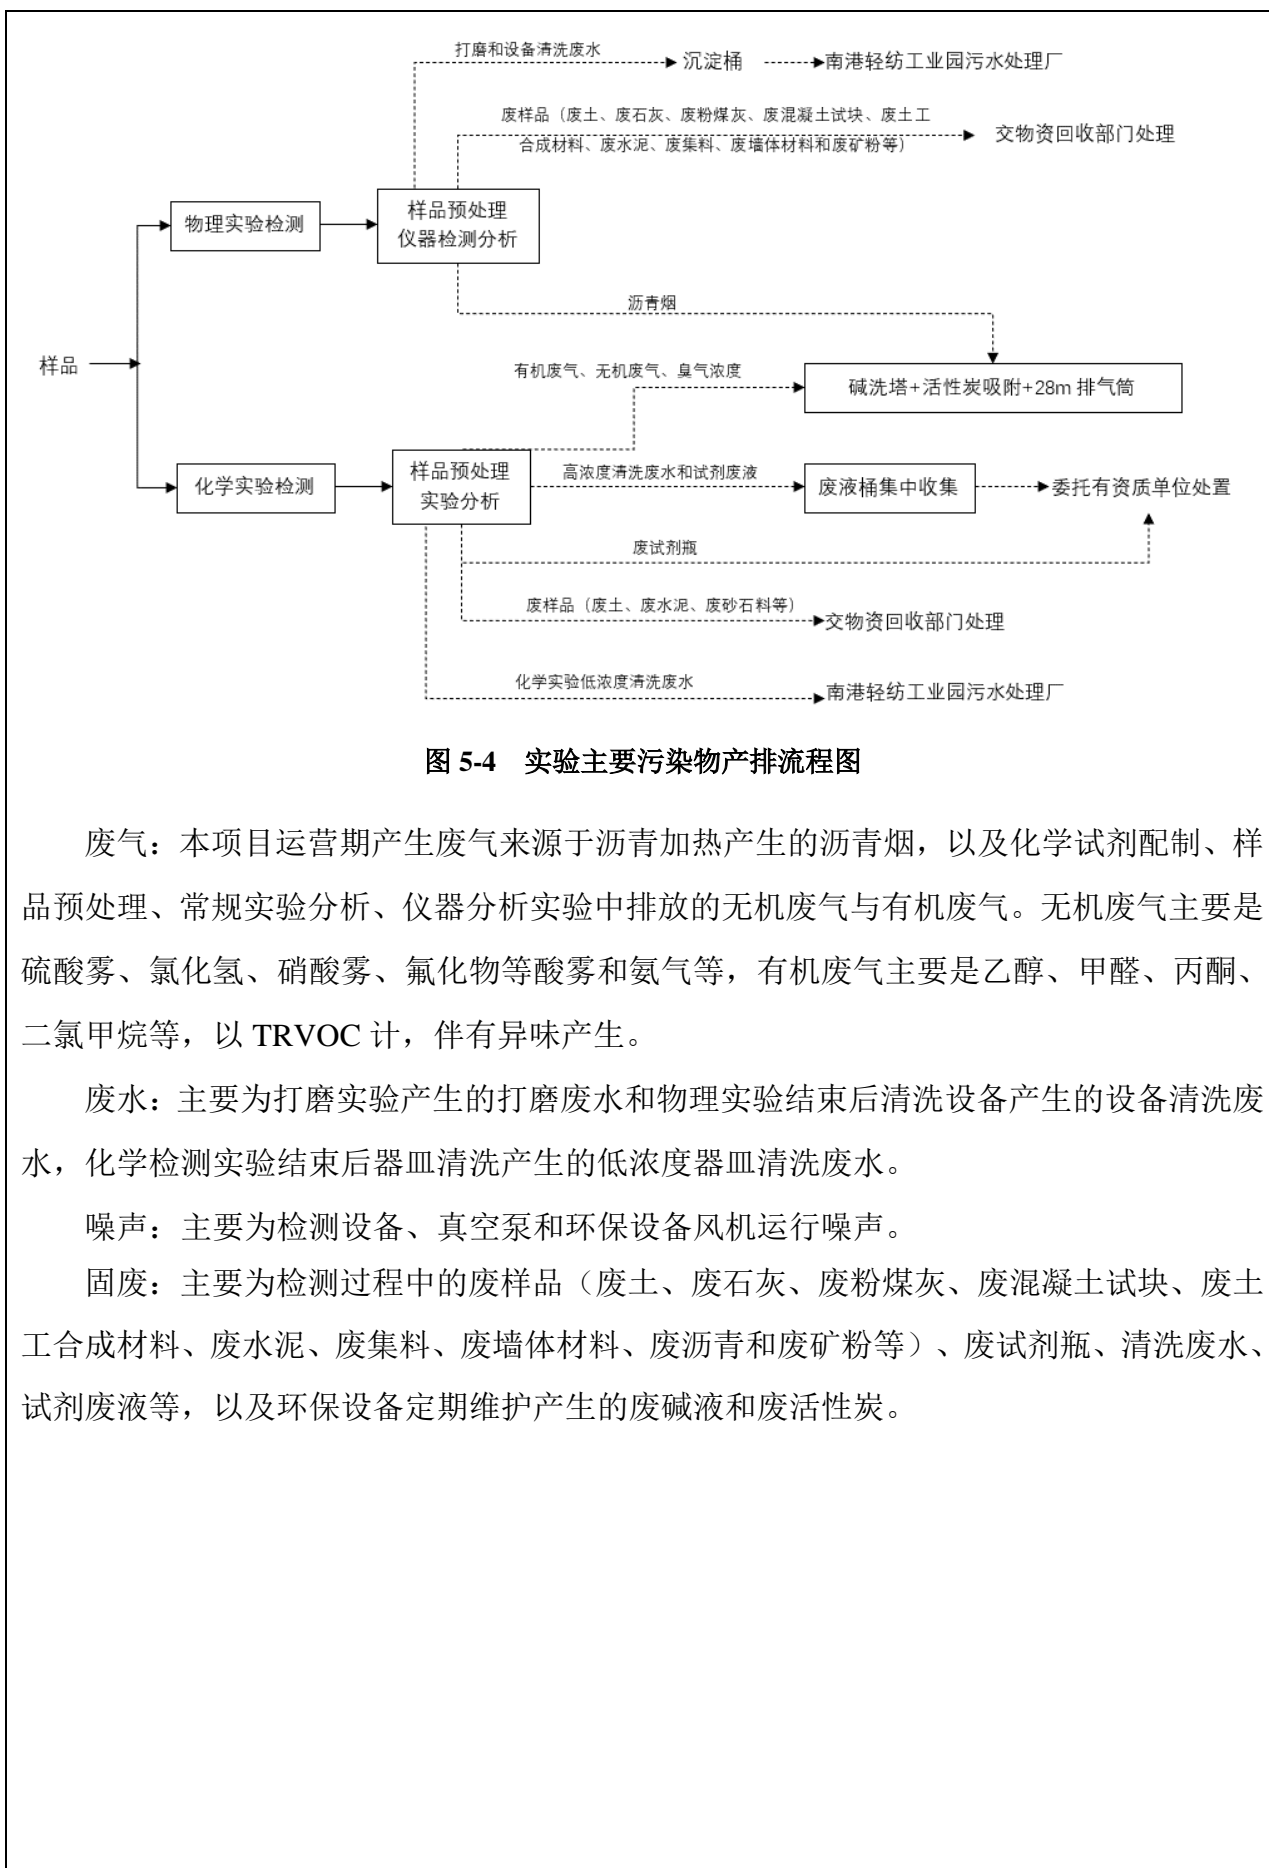 打磨和设备清洗废水
沉淀桶
南港轻纺工业园污水处理厂
废样品（废土、废石灰、废粉煤灰、废混凝土试块、废土工
合成材料、废水泥、废集料、废墙体材料和废矿粉等）
交物资回收部门处理
物理实验检测
样品预处理
仪器检测分析
沥青烟
样品
有机废气、无机废气、臭气浓度
碱洗塔+活性炭吸附+28m 排气筒
化学实验检测
样品预处理
实验分析
高浓度清洗废水和试剂废液
废液桶集中收集
委托有资质单位处置
废试剂瓶
废样品（废土、废水泥、废砂石料等）
交物资回收部门处理
化学实验低浓度清洗废水
南港轻纺工业园污水处理厂
图 5-4 实验主要污染物产排流程图
废气：本项目运营期产生废气来源于沥青加热产生的沥青烟，以及化学试剂配制、样
品预处理、常规实验分析、仪器分析实验中排放的无机废气与有机废气。无机废气主要是
硫酸雾、氯化氢、硝酸雾、氟化物等酸雾和氨气等，有机废气主要是乙醇、甲醛、丙酮、
二氯甲烷等，以 TRVOC 计，伴有异味产生。
废水：主要为打磨实验产生的打磨废水和物理实验结束后清洗设备产生的设备清洗废
水，化学检测实验结束后器皿清洗产生的低浓度器皿清洗废水。
噪声：主要为检测设备、真空泵和环保设备风机运行噪声。
固废：主要为检测过程中的废样品（废土、废石灰、废粉煤灰、废混凝土试块、废土
工合成材料、废水泥、废集料、废墙体材料、废沥青和废矿粉等）、废试剂瓶、清洗废水、
试剂废液等，以及环保设备定期维护产生的废碱液和废活性炭。